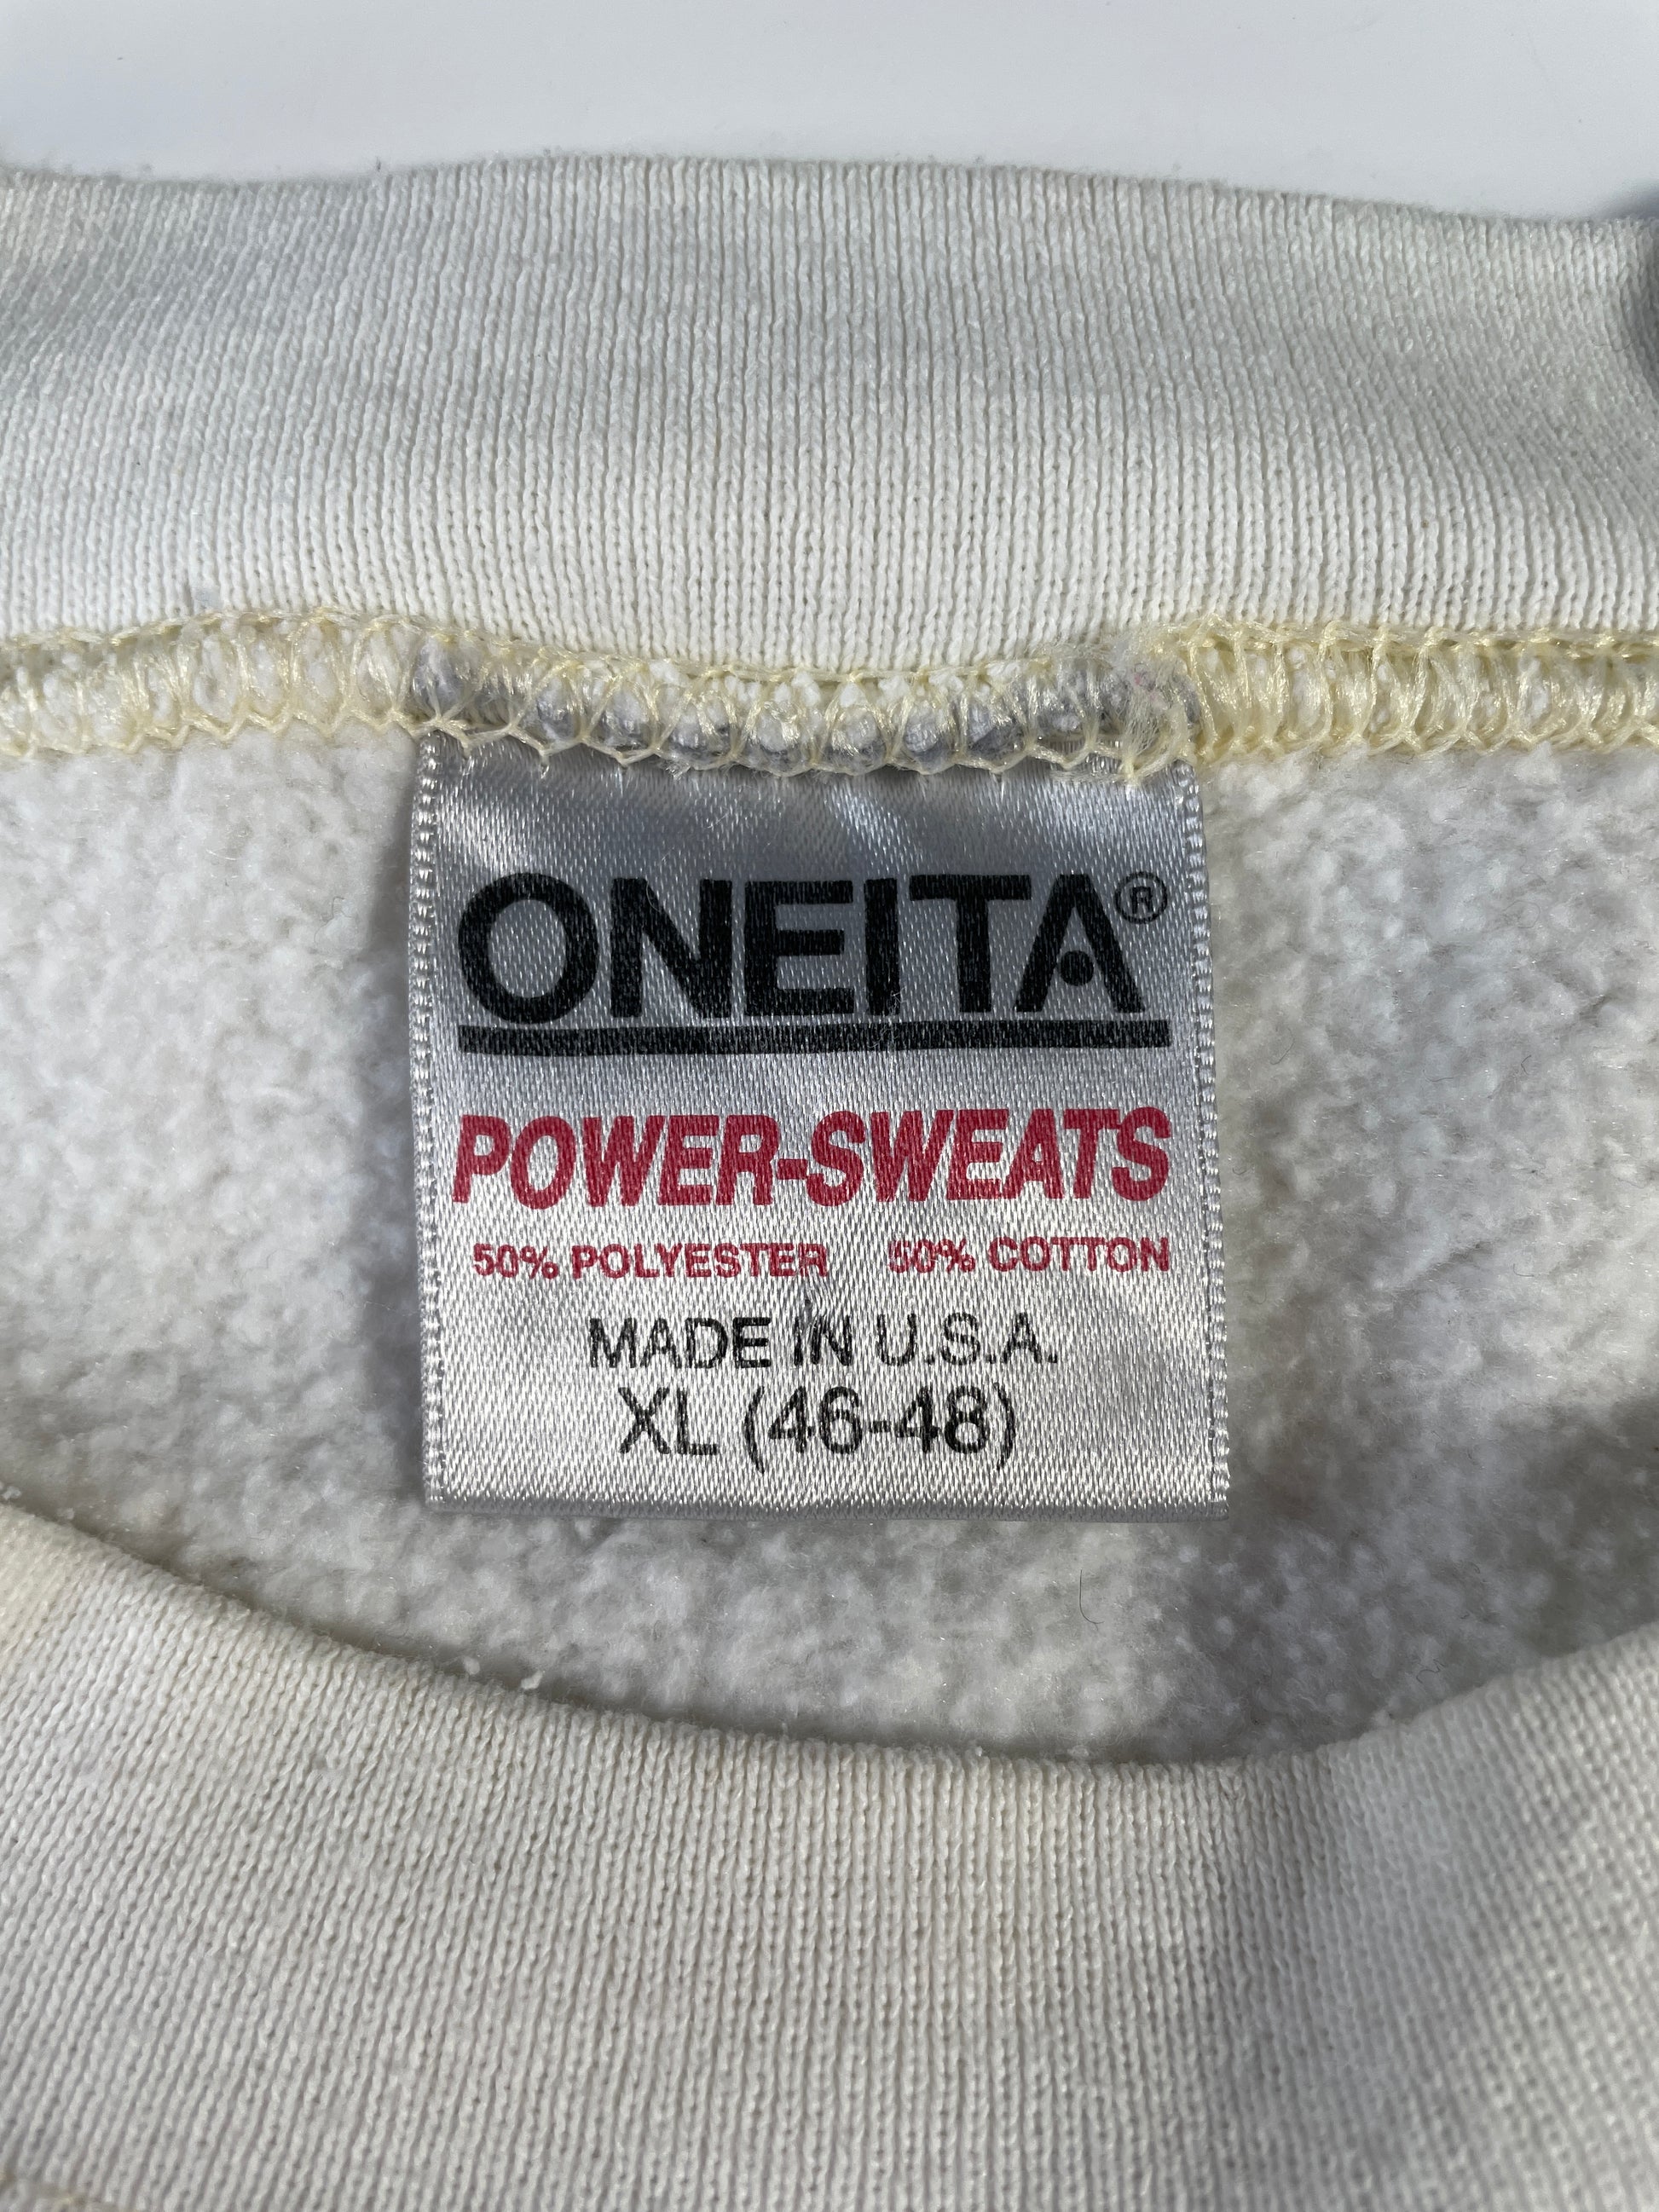 ONEITA®
POWER-SWEATS
50% POLYESTER 50% COTTON
MADE IN U.S.A.
XL (46-48)